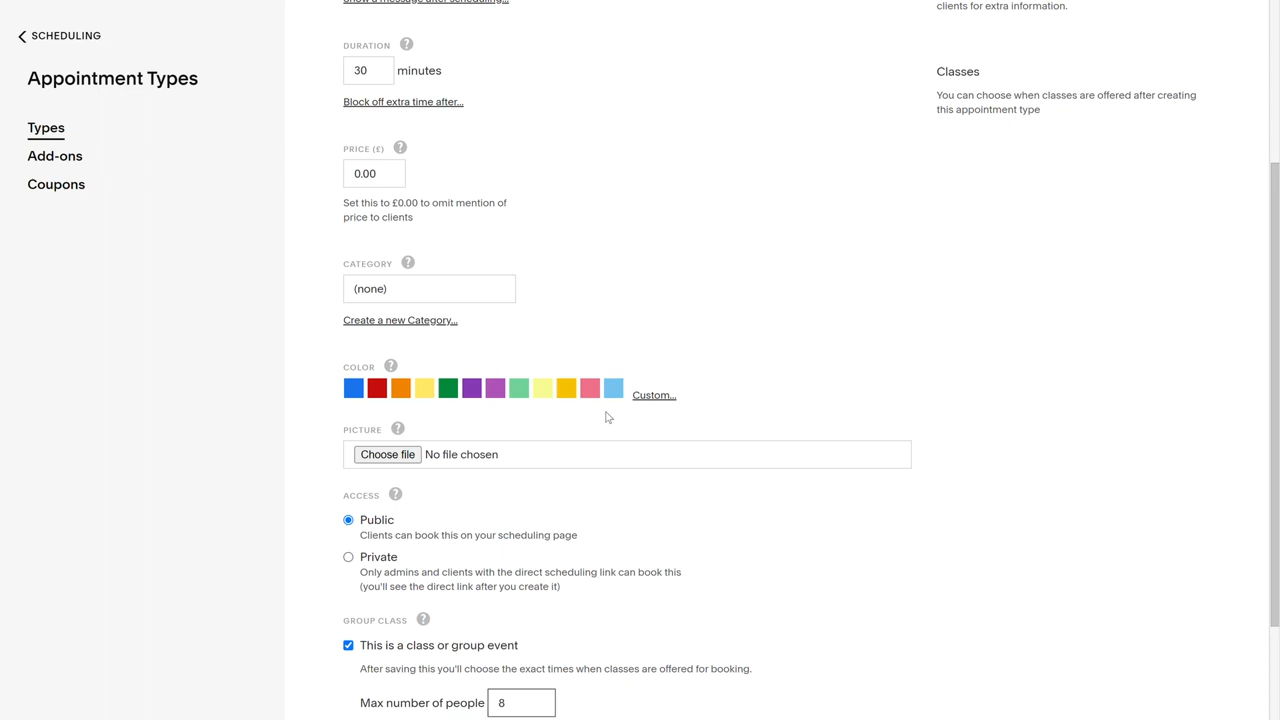 Show a message after scheduling...
clients for extra information.
SCHEDULING
Appointment Types
Types
Add-ons
Coupons
DURATION ?
30 minutes
Block off extra time after...
Classes
You can choose when classes are offered after creating
this appointment type
PRICE (£) ?
0.00
Set this to £0.00 to omit mention of
price to clients
CATEGORY ?
(none)
Create a new Category...
COLOR ?
Custom...
PICTURE ?
Choose file No file chosen
ACCESS ?
Public
Clients can book this on your scheduling page
Private
Only admins and clients with the direct scheduling link can book this
(you'll see the direct link after you create it)
GROUP CLASS ?
This is a class or group event
After saving this you'll choose the exact times when classes are offered for booking.
Max number of people 8